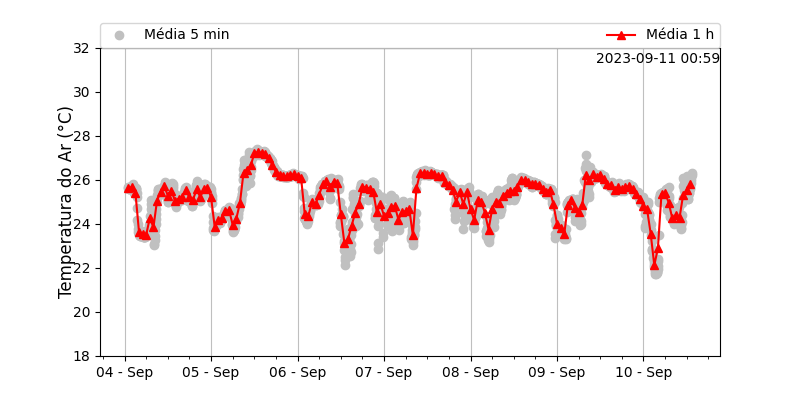 Média 5 min
Média 1 h
2023-09-11 00:59
Temperatura do Ar (°C)
32
30
28
26
24
22
20
18
04 - Sep
05 - Sep
06 - Sep
07 - Sep
08 - Sep
09 - Sep
10 - Sep